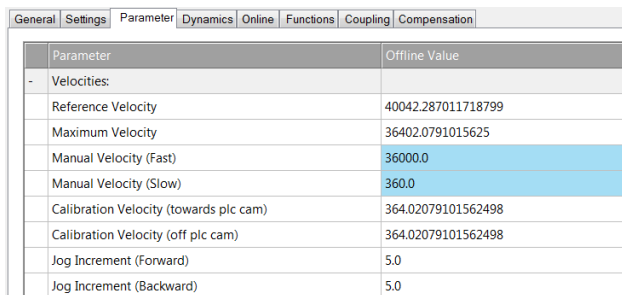 General Settings Parameter Dynamics Online Functions Coupling Compensation
Parameter Offline Value
- Velocities:
Reference Velocity 40042.287011718799
Maximum Velocity 36402.0791015625
Manual Velocity (Fast) 36000.0
Manual Velocity (Slow) 360.0
Calibration Velocity (towards plc cam) 364.02079101562498
Calibration Velocity (off plc cam) 364.02079101562498
Jog Increment (Forward) 5.0
Jog Increment (Backward) 5.0